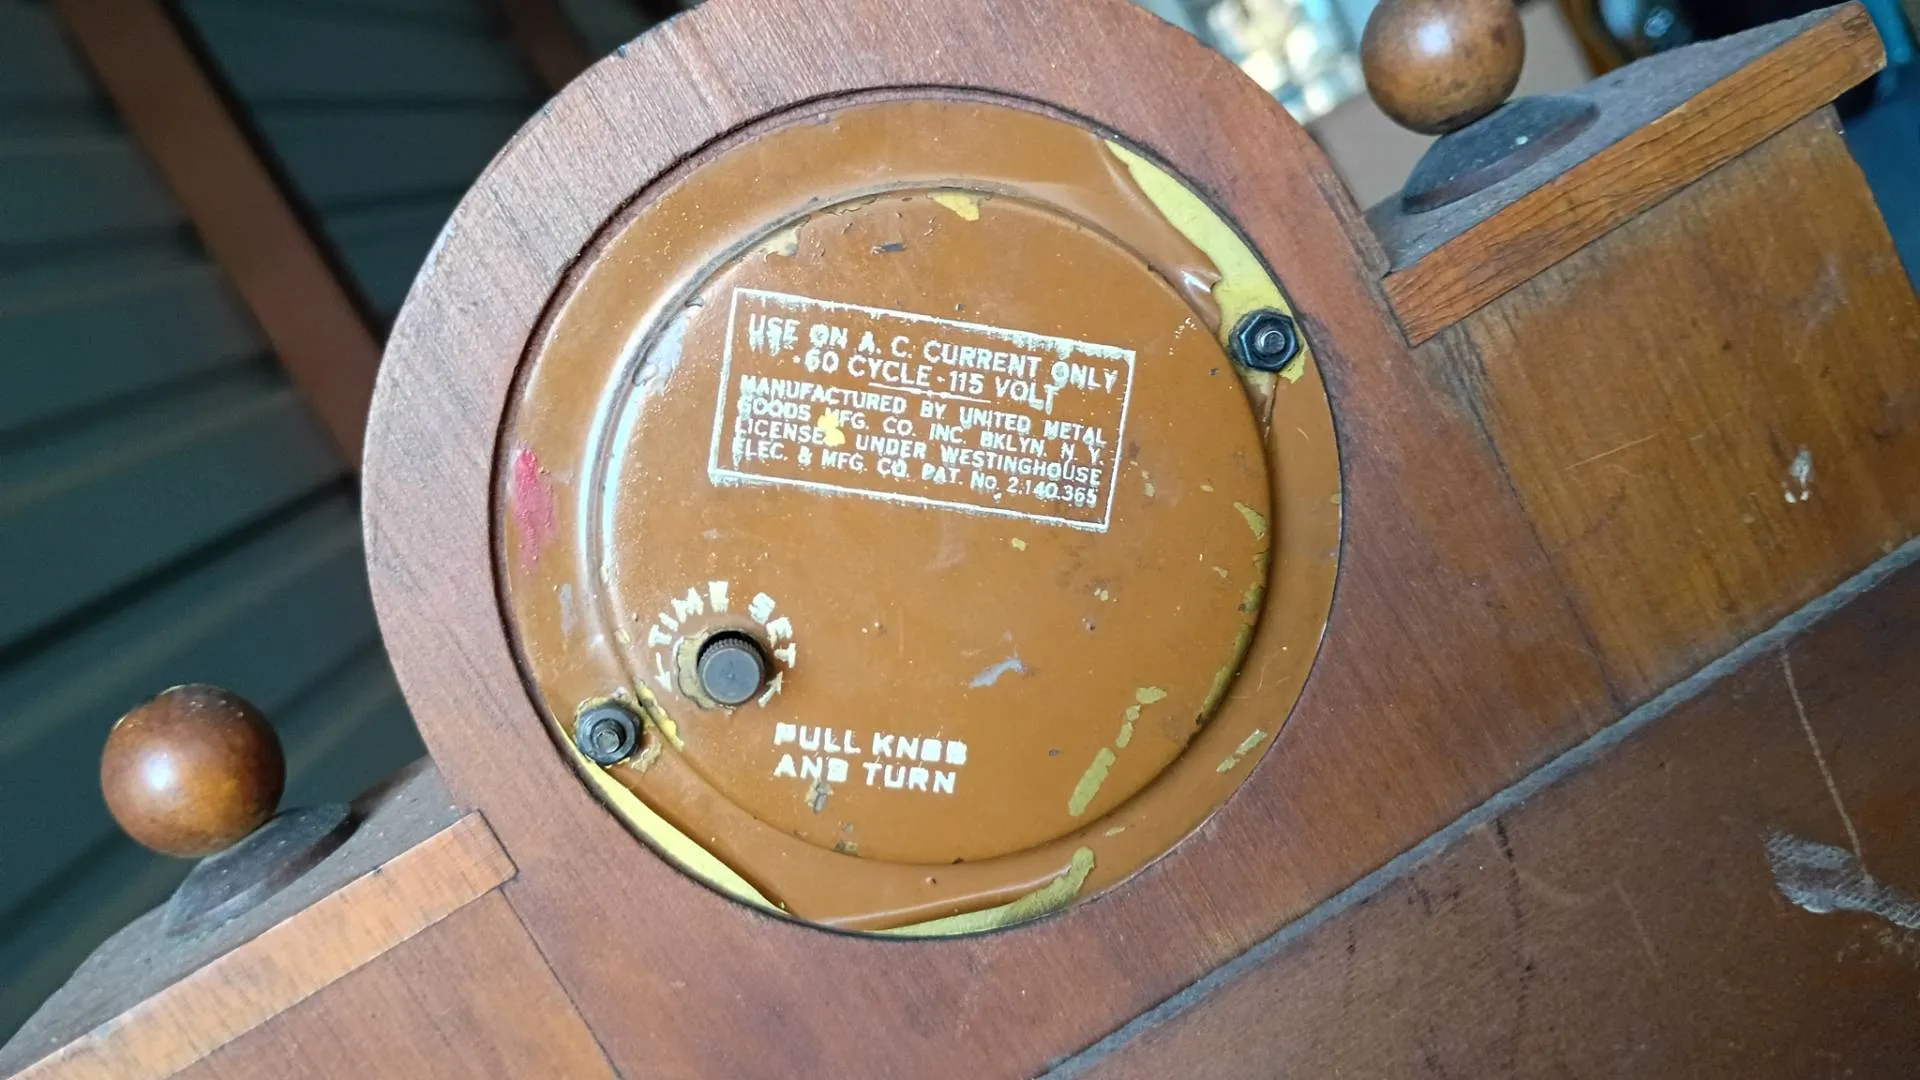 USE ON A. C. CURRENT ONLY
·60 CYCLE-115 VOLT
MANUFACTURED BY UNITED METAL
GOODS MFG. CO. INC. BKLYN. N. Y.
LICENSED UNDER WESTINGHOUSE
ELEC. & MFG. CO. PAT. No. 2.140.365
TIME SET
PULL KNOB
AND TURN